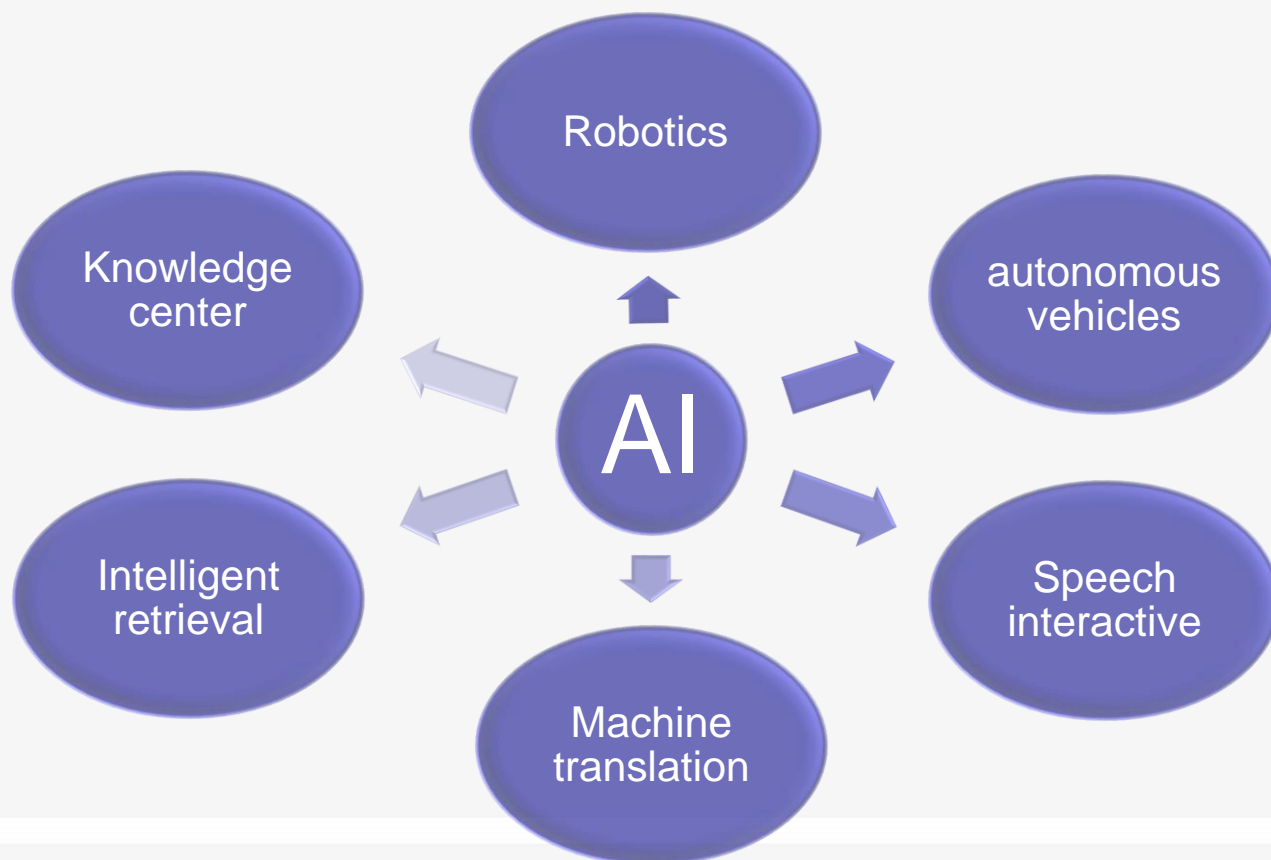 Robotics
Knowledge
center
autonomous
vehicles
AI
Intelligent
retrieval
Speech
interactive
Machine
translation